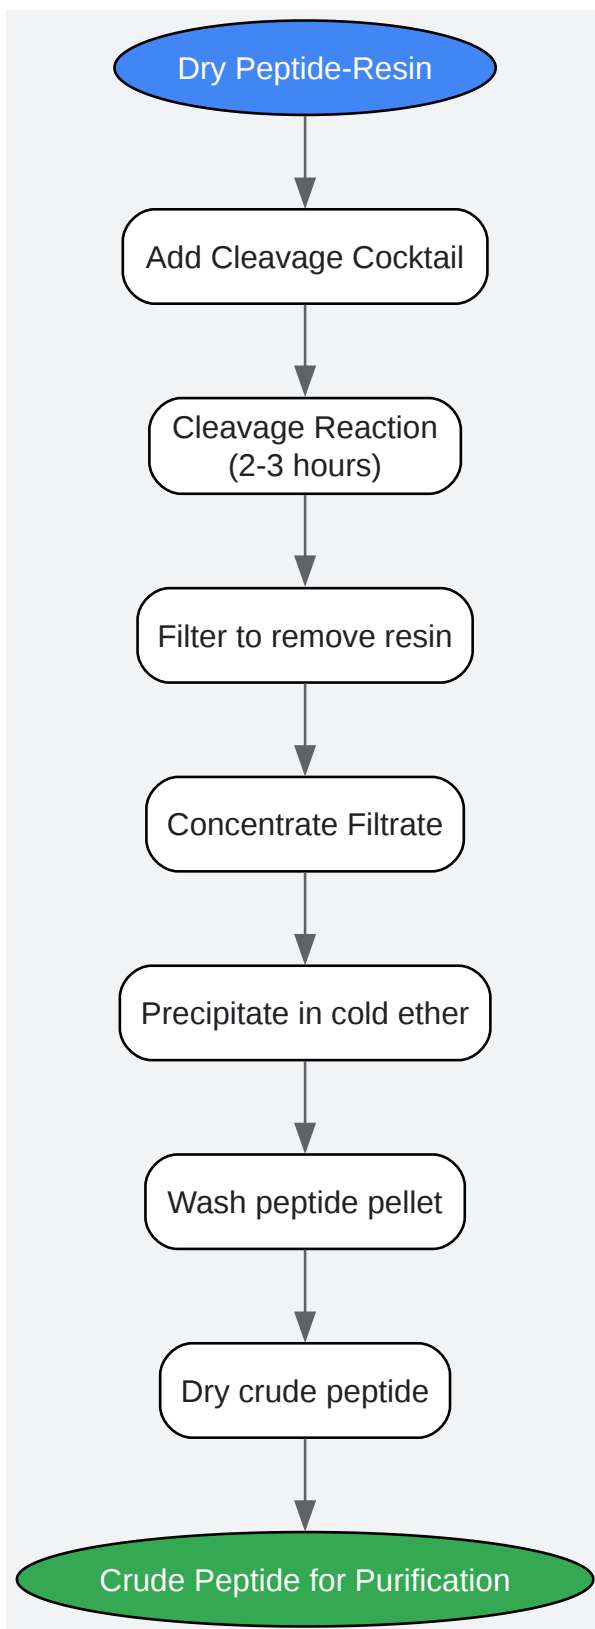 Dry Peptide-Resin
Add Cleavage Cocktail
Cleavage Reaction
(2-3 hours)
Filter to remove resin
Concentrate Filtrate
Precipitate in cold ether
Wash peptide pellet
Dry crude peptide
Crude Peptide for Purification